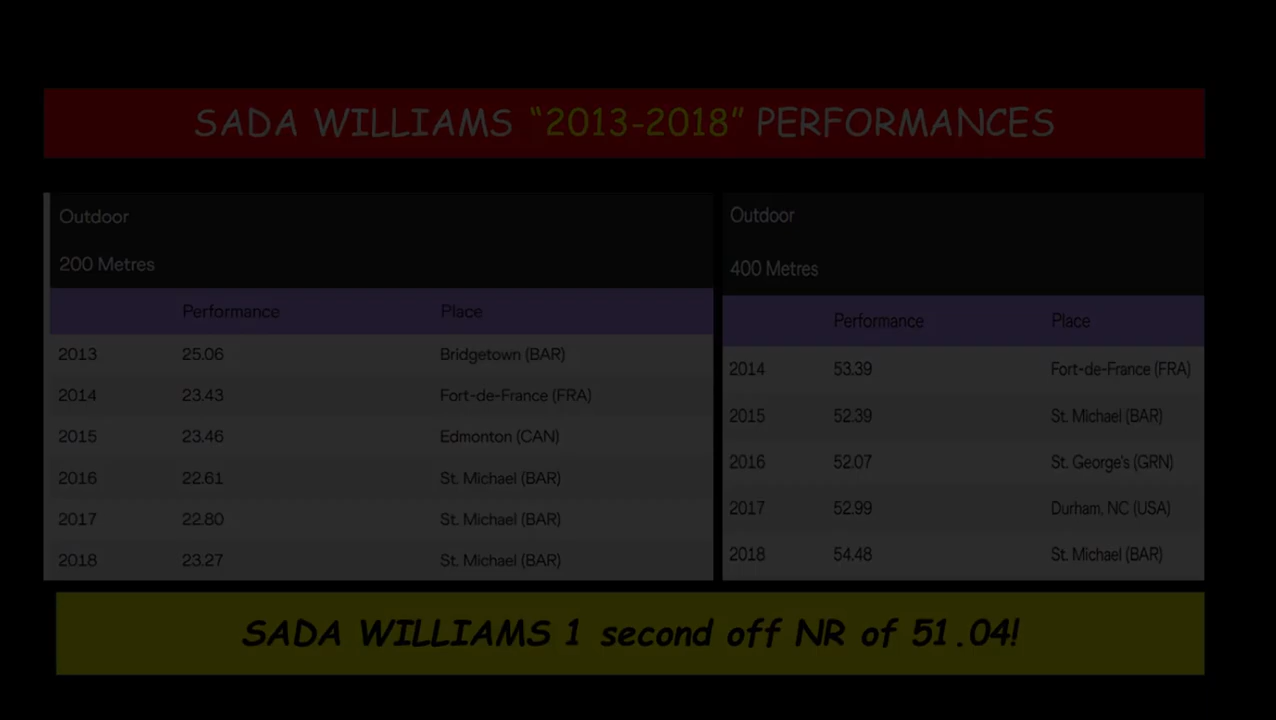 SADA WILLIAMS "2013-2018" PERFORMANCES
Outdoor
200 Metres
Performance Place
2013 25.06 Bridgetown (BAR)
2014 23.43 Fort-de-France (FRA)
2015 23.46 Edmonton (CAN)
2016 22.61 St. Michael (BAR)
2017 22.80 St. Michael (BAR)
2018 23.27 St. Michael (BAR)
Outdoor
400 Metres
Performance Place
2014 53.39 Fort-de-France (FRA)
2015 52.39 St. Michael (BAR)
2016 52.07 St. George's (GRN)
2017 52.99 Durham, NC (USA)
2018 54.48 St. Michael (BAR)
SADA WILLIAMS 1 second off NR of 51.04!